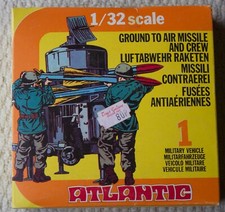 1/32 scale
GROUND TO AIR MISSILE
AND CREW
LUFTABWEHR RAKETEN
MISSILI
CONTRAEREI
FUSÉES
ANTIAÉRIENNES
1
MILITARY VEHICLE
MILITARFAHRZEUGE
VEICOLO MILITARE
VEHICULE MILITAIRE
ATLANTIC